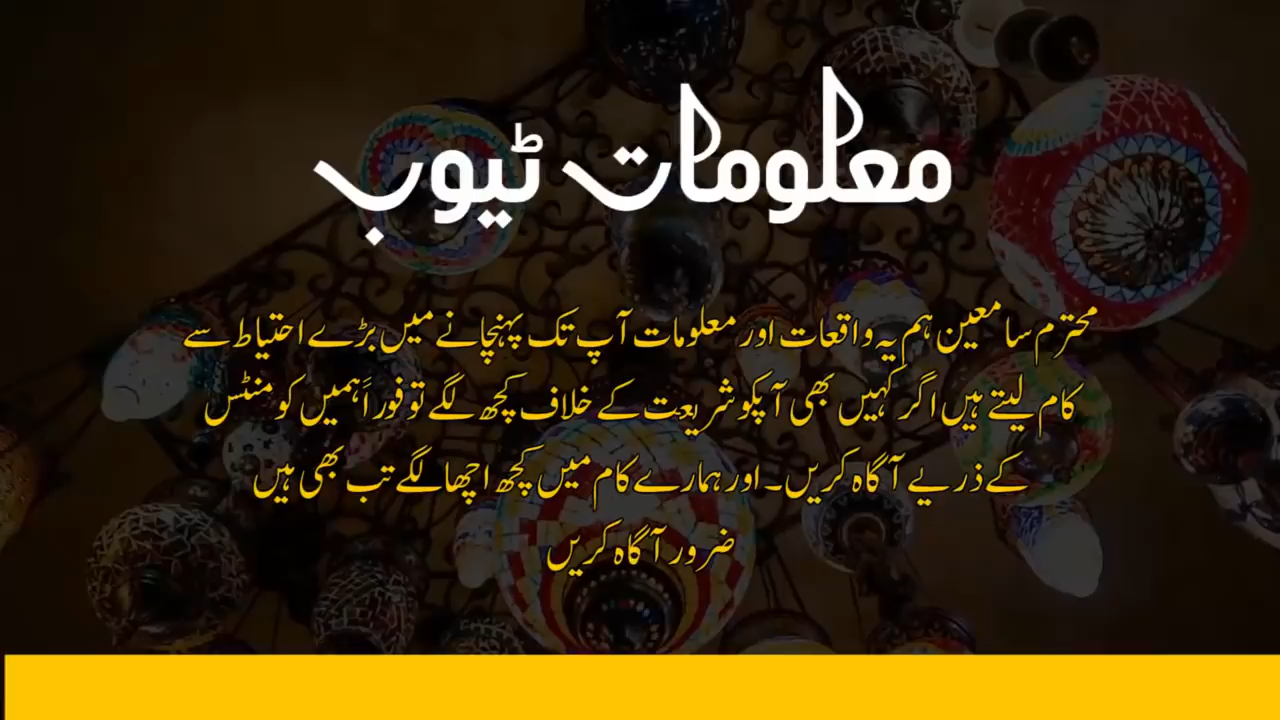 معلومات ٹیوب
محترم سامعین ہم یہ واقعات اور معلومات آپ تک پہنچانے میں بڑے احتیاط سے
کام لیتے ہیں اگر کہیں بھی آپکو شریعت کے خلاف کچھ لگے تو فوراً ہمیں کومنٹس
کے ذریے آگاہ کریں۔ اور ہمارے کام میں کچھ اچھا لگے تب بھی ہیں
ضرور آگاہ کریں